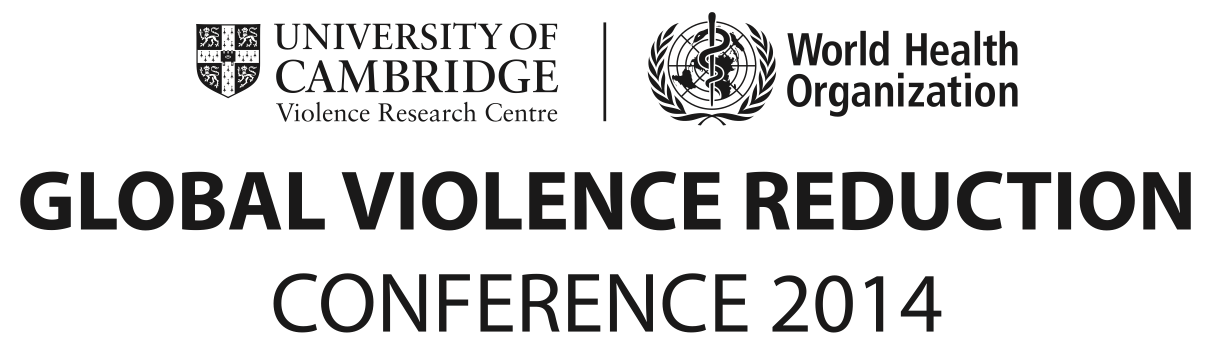 UNIVERSITY OF
CAMBRIDGE
Violence Research Centre
World Health
Organization
GLOBAL VIOLENCE REDUCTION
CONFERENCE 2014